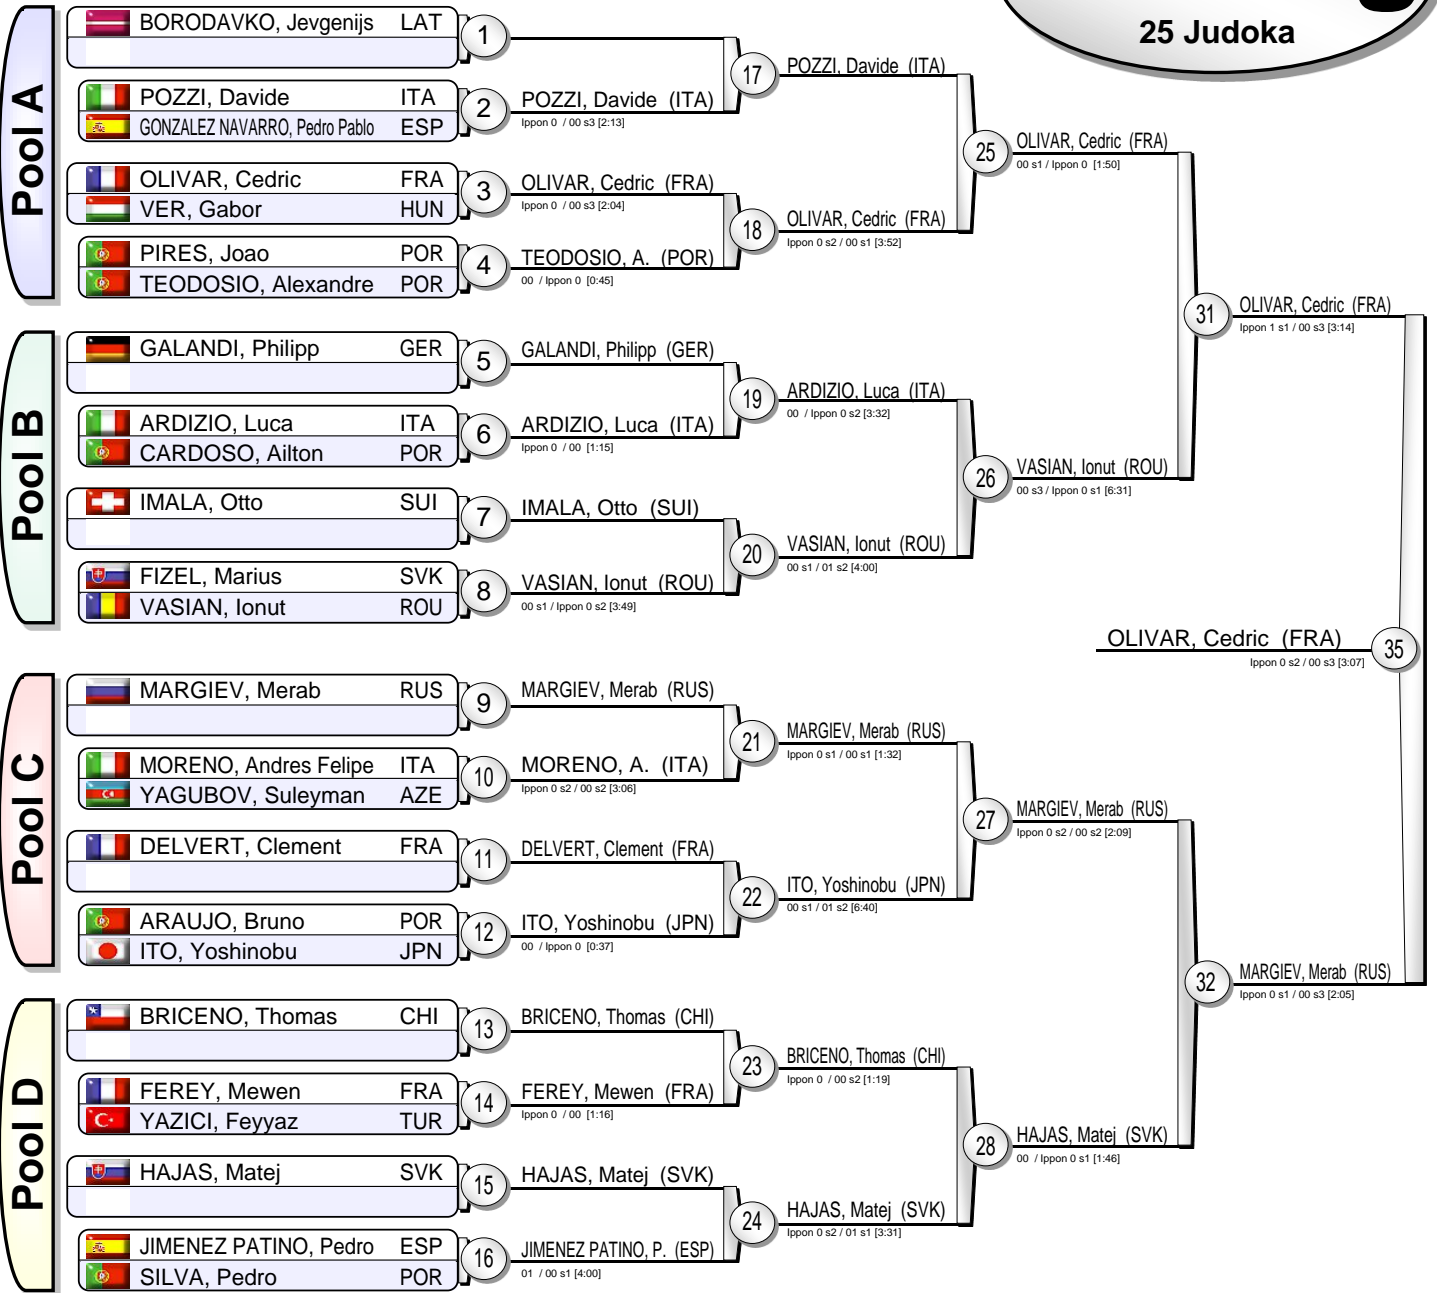 25 Judoka
Pool A
BORODAVKO, Jevgenijs LAT
1
POZZI, Davide ITA
GONZALEZ NAVARRO, Pedro Pablo ESP
2
POZZI, Davide (ITA)
Ippon 0 / 00 s3 [2:13]
17
POZZI, Davide (ITA)
OLIVAR, Cedric FRA
VER, Gabor HUN
3
OLIVAR, Cedric (FRA)
Ippon 0 / 00 s3 [2:04]
PIRES, Joao POR
TEODOSIO, Alexandre POR
4
TEODOSIO, A. (POR)
00 / Ippon 0 [0:45]
18
OLIVAR, Cedric (FRA)
Ippon 0 s2 / 00 s1 [3:52]
25
OLIVAR, Cedric (FRA)
00 s1 / Ippon 0 [1:50]
Pool B
GALANDI, Philipp GER
5
GALANDI, Philipp (GER)
ARDIZIO, Luca ITA
CARDOSO, Ailton POR
6
ARDIZIO, Luca (ITA)
Ippon 0 / 00 [1:15]
19
ARDIZIO, Luca (ITA)
00 / Ippon 0 s2 [3:32]
IMALA, Otto SUI
7
IMALA, Otto (SUI)
FIZEL, Marius SVK
VASIAN, Ionut ROU
8
VASIAN, Ionut (ROU)
00 s1 / Ippon 0 s2 [3:49]
20
VASIAN, Ionut (ROU)
00 s1 / 01 s2 [4:00]
26
VASIAN, Ionut (ROU)
00 s3 / Ippon 0 s1 [6:31]
31
OLIVAR, Cedric (FRA)
Ippon 1 s1 / 00 s3 [3:14]
OLIVAR, Cedric (FRA)
Ippon 0 s2 / 00 s3 [3:07]
35
Pool C
MARGIEV, Merab RUS
9
MARGIEV, Merab (RUS)
MORENO, Andres Felipe ITA
YAGUBOV, Suleyman AZE
10
MORENO, A. (ITA)
Ippon 0 s2 / 00 s2 [3:06]
21
MARGIEV, Merab (RUS)
Ippon 0 s1 / 00 s1 [1:32]
DELVERT, Clement FRA
11
DELVERT, Clement (FRA)
ARAUJO, Bruno POR
ITO, Yoshinobu JPN
12
ITO, Yoshinobu (JPN)
00 / Ippon 0 [0:37]
22
ITO, Yoshinobu (JPN)
00 s1 / 01 s2 [6:40]
27
MARGIEV, Merab (RUS)
Ippon 0 s2 / 00 s2 [2:09]
Pool D
BRICENO, Thomas CHI
13
BRICENO, Thomas (CHI)
FEREY, Mewen FRA
YAZICI, Feyyaz TUR
14
FEREY, Mewen (FRA)
Ippon 0 / 00 [1:16]
23
BRICENO, Thomas (CHI)
Ippon 0 / 00 s2 [1:19]
HAJAS, Matej SVK
15
HAJAS, Matej (SVK)
JIMENEZ PATINO, Pedro ESP
SILVA, Pedro POR
16
JIMENEZ PATINO, P. (ESP)
01 / 00 s1 [4:00]
24
HAJAS, Matej (SVK)
Ippon 0 s2 / 01 s1 [3:31]
28
HAJAS, Matej (SVK)
00 / Ippon 0 s1 [1:46]
32
MARGIEV, Merab (RUS)
Ippon 0 s1 / 00 s3 [2:05]